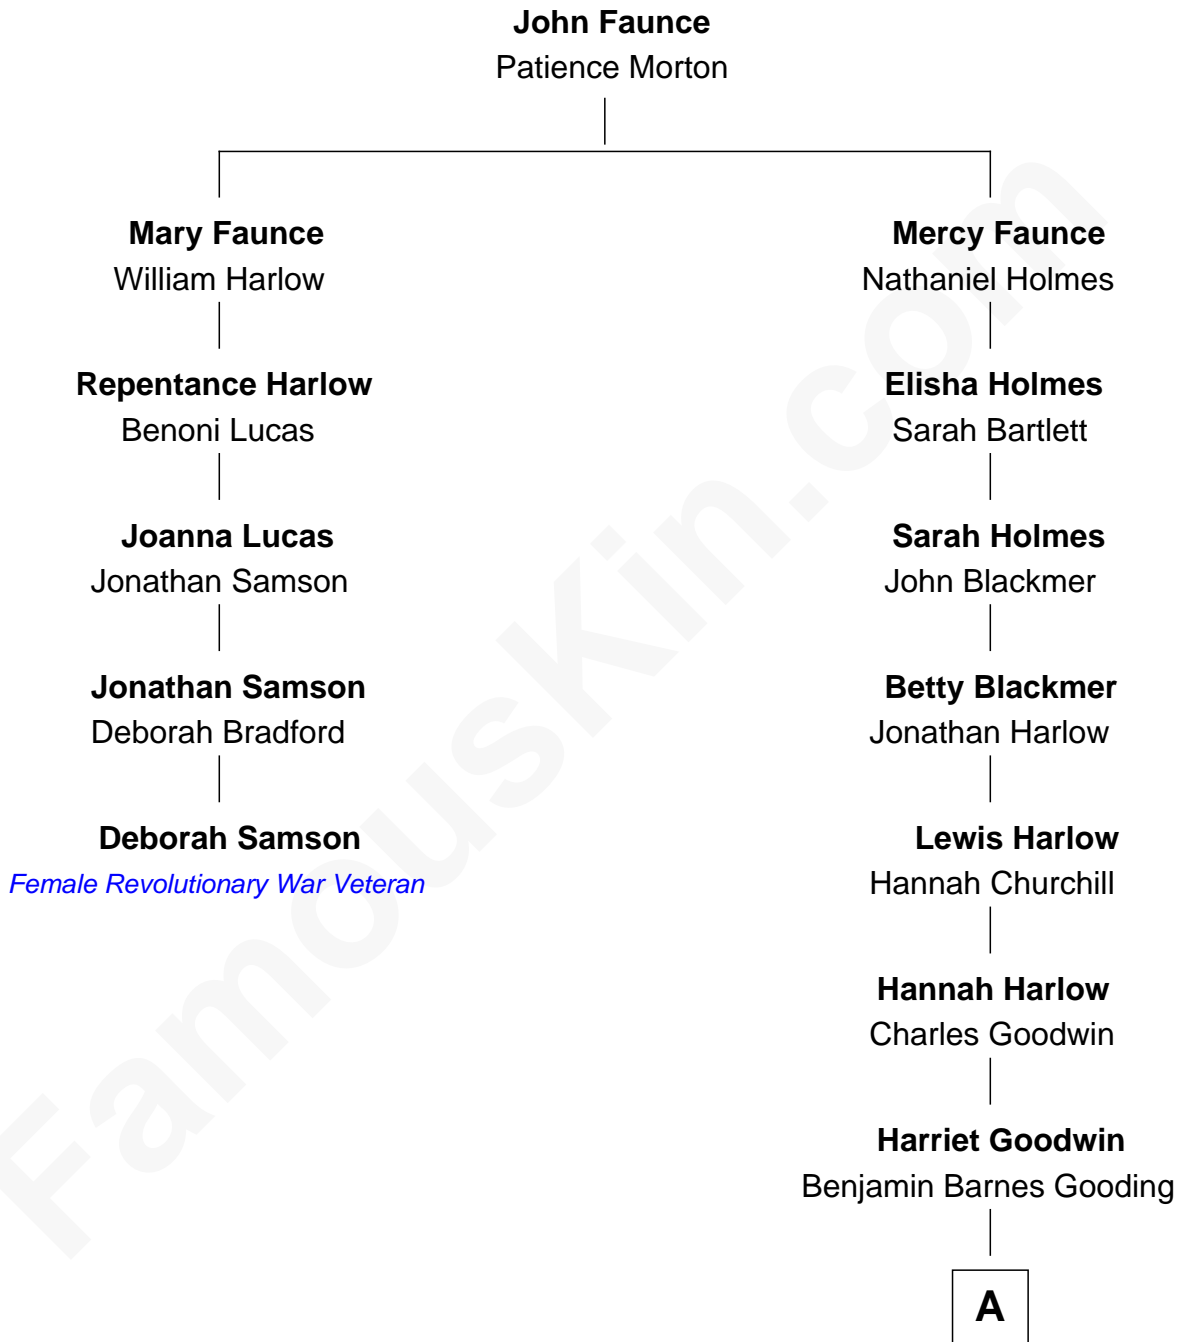 John Faunce
Patience Morton
Mary Faunce
William Harlow
Mercy Faunce
Nathaniel Holmes
Repentance Harlow
Benoni Lucas
Elisha Holmes
Sarah Bartlett
Joanna Lucas
Jonathan Samson
Sarah Holmes
John Blackmer
Jonathan Samson
Deborah Bradford
Betty Blackmer
Jonathan Harlow
Deborah Samson
Female Revolutionary War Veteran
Lewis Harlow
Hannah Churchill
Hannah Harlow
Charles Goodwin
Harriet Goodwin
Benjamin Barnes Gooding
A
FamousKin.com